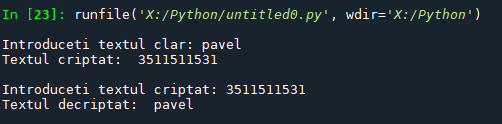 In [23]: runfile('X:/Python/untitled0.py', wdir='X:/Python')
Introduceti textul clar: pavel
Textul criptat:  3511511531
Introduceti textul criptat: 3511511531
Textul decriptat:  pavel